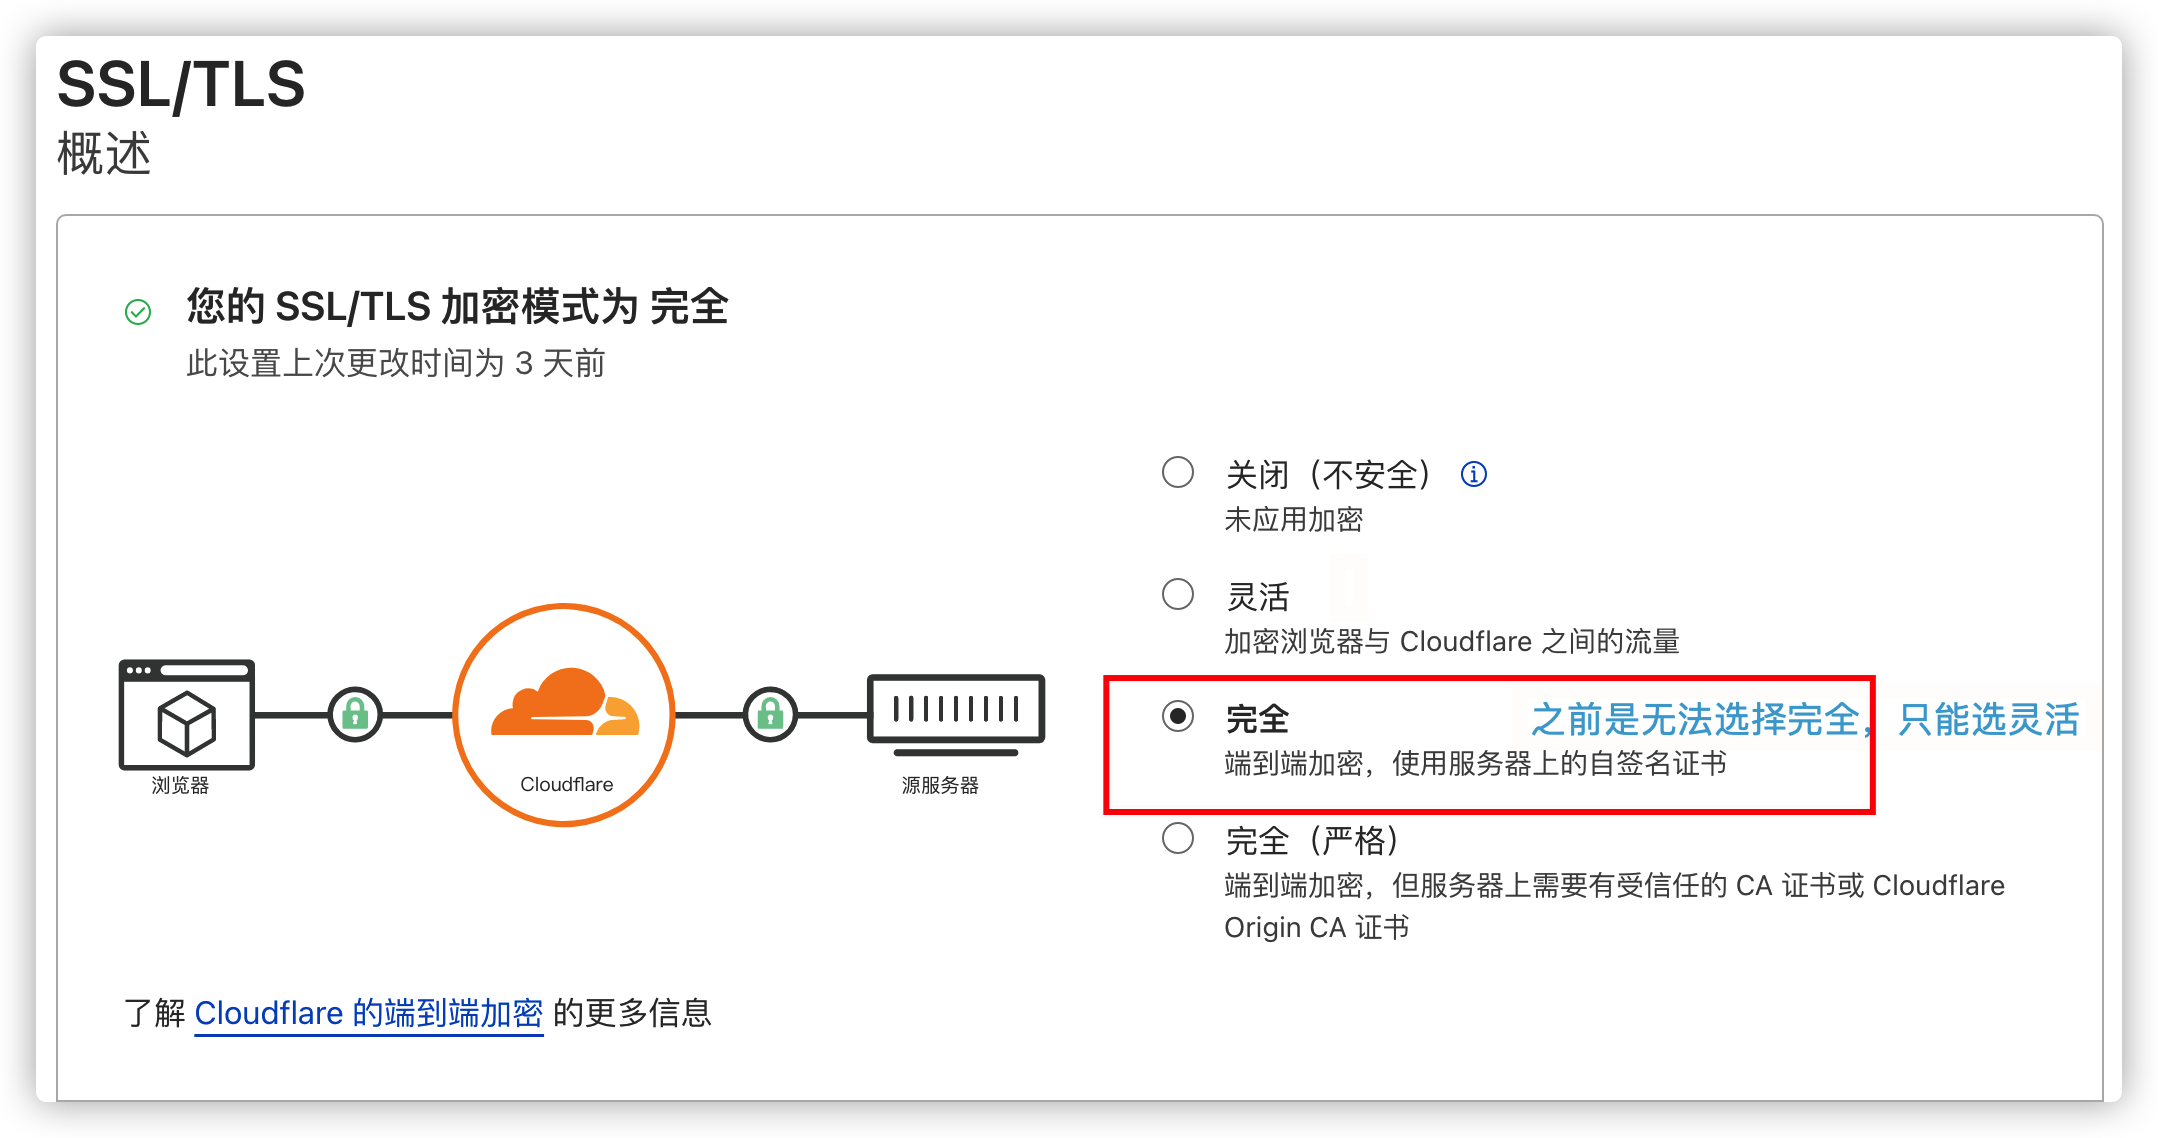 SSL/TLS
概述
您的 SSL/TLS 加密模式为 完全
此设置上次更改时间为 3 天前
关闭（不安全）
未应用加密
灵活
加密浏览器与 Cloudflare 之间的流量
完全
之前是无法选择完全，只能选灵活
端到端加密，使用服务器上的自签名证书
完全（严格）
端到端加密，但服务器上需要有受信任的 CA 证书或 Cloudflare
Origin CA 证书
浏览器
Cloudflare
源服务器
了解 Cloudflare 的端到端加密 的更多信息